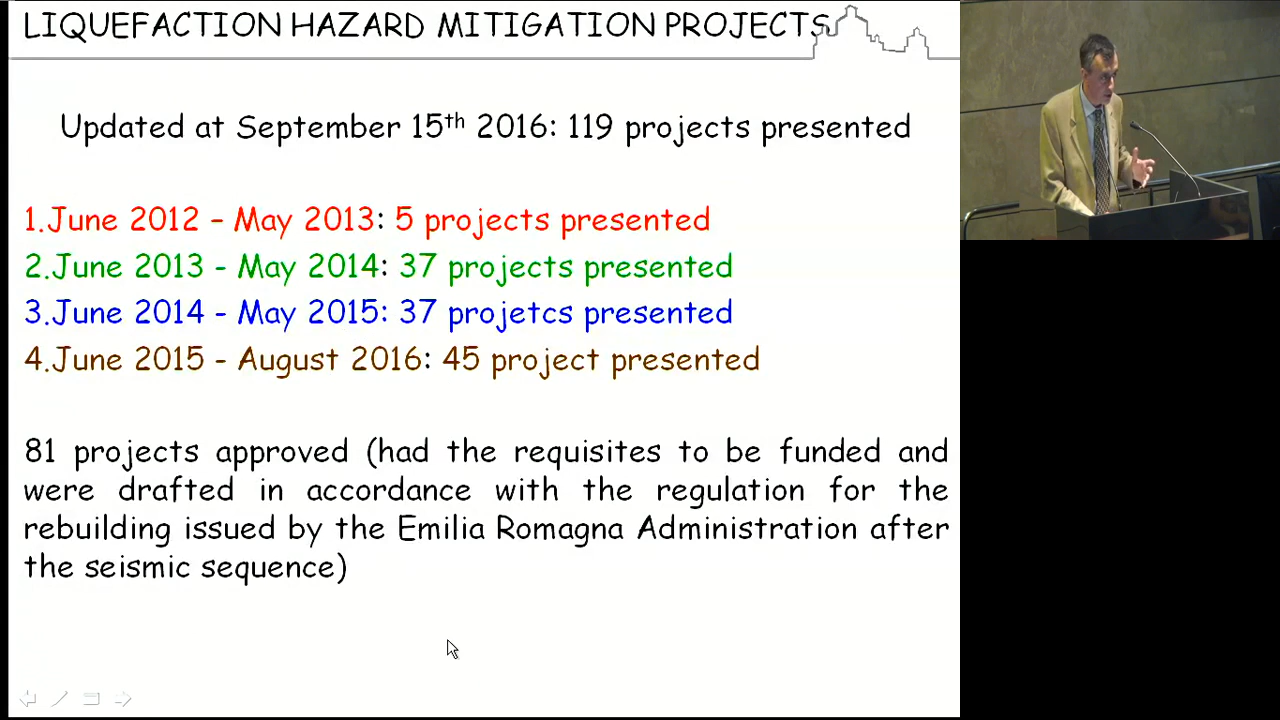 LIQUEFACTION HAZARD MITIGATION PROJECTS
Updated at September 15th 2016: 119 projects presented
1.June 2012 – May 2013: 5 projects presented
2.June 2013 - May 2014: 37 projects presented
3.June 2014 - May 2015: 37 projetcs presented
4.June 2015 - August 2016: 45 project presented
81 projects approved (had the requisites to be funded and
were drafted in accordance with the regulation for the
rebuilding issued by the Emilia Romagna Administration after
the seismic sequence)